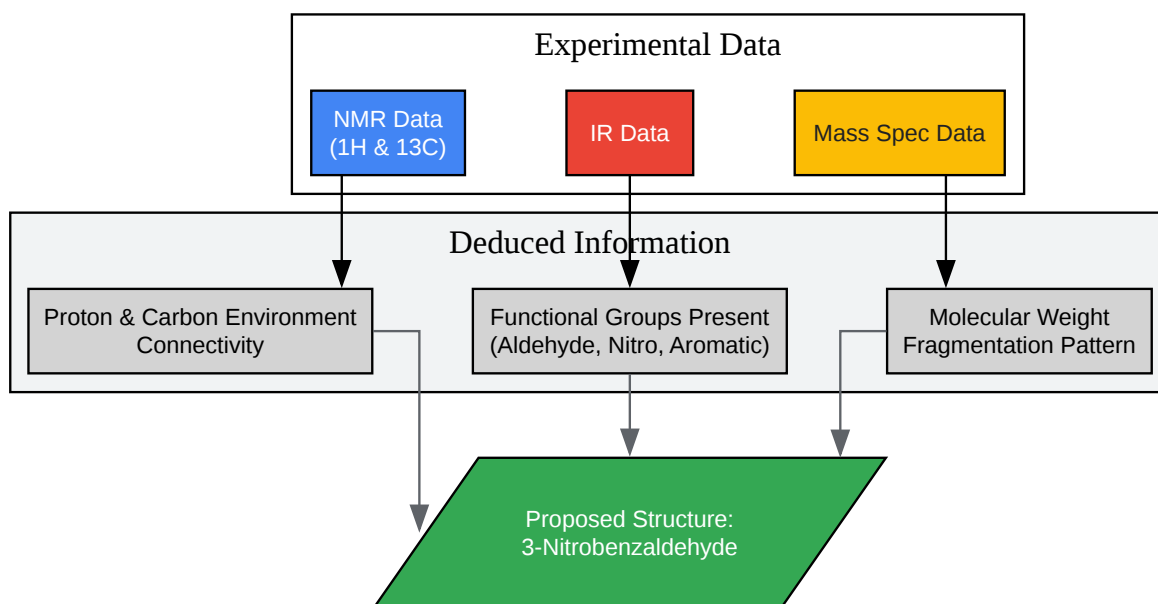 Experimental Data
NMR Data
(1H & 13C)
IR Data
Mass Spec Data
Deduced Information
Proton & Carbon Environment
Connectivity
Functional Groups Present
(Aldehyde, Nitro, Aromatic)
Molecular Weight
Fragmentation Pattern
Proposed Structure:
3-Nitrobenzaldehyde